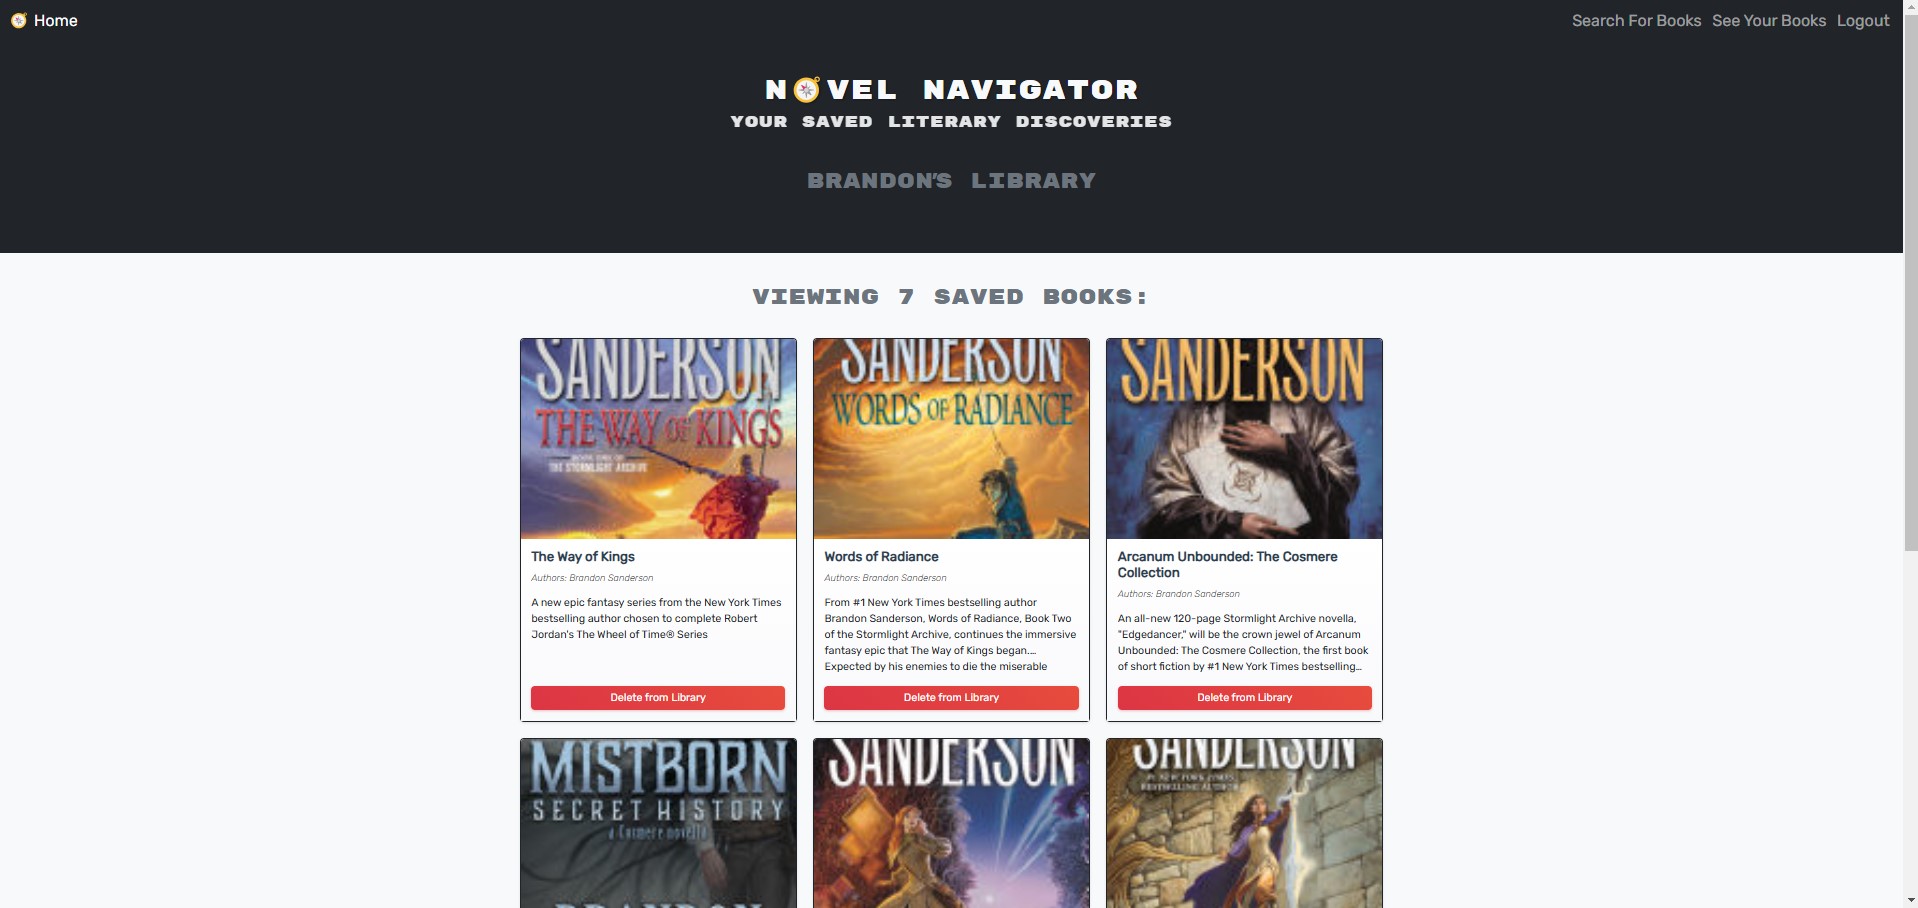 Home
Search For Books See Your Books Logout
NOVEL NAVIGATOR
YOUR SAVED LITERARY DISCOVERIES
BRANDON'S LIBRARY
VIEWING 7 SAVED BOOKS:
SANDERSON
THE WAY OF KINGS
BOOK ONE OF
THE STORMLIGHT ARCHIVE
The Way of Kings
Authors: Brandon Sanderson
A new epic fantasy series from the New York Times
bestselling author chosen to complete Robert
Jordan's The Wheel of Time® Series
Delete from Library
SANDERSON
WORDS OF RADIANCE
Words of Radiance
Authors: Brandon Sanderson
From #1 New York Times bestselling author
Brandon Sanderson, Words of Radiance, Book Two
of the Stormlight Archive, continues the immersive
fantasy epic that The Way of Kings began....
Expected by his enemies to die the miserable
Delete from Library
SANDERSON
Arcanum Unbounded: The Cosmere
Collection
Authors: Brandon Sanderson
An all-new 120-page Stormlight Archive novella,
"Edgedancer," will be the crown jewel of Arcanum
Unbounded: The Cosmere Collection, the first book
of short fiction by #1 New York Times bestselling…
Delete from Library
MISTBORN
SECRET HISTORY
a Cosmere novella
BRANDON
SANDERSON
SANDERSON
#1 NEW YORK TIMES
BESTSELLING AUTHOR